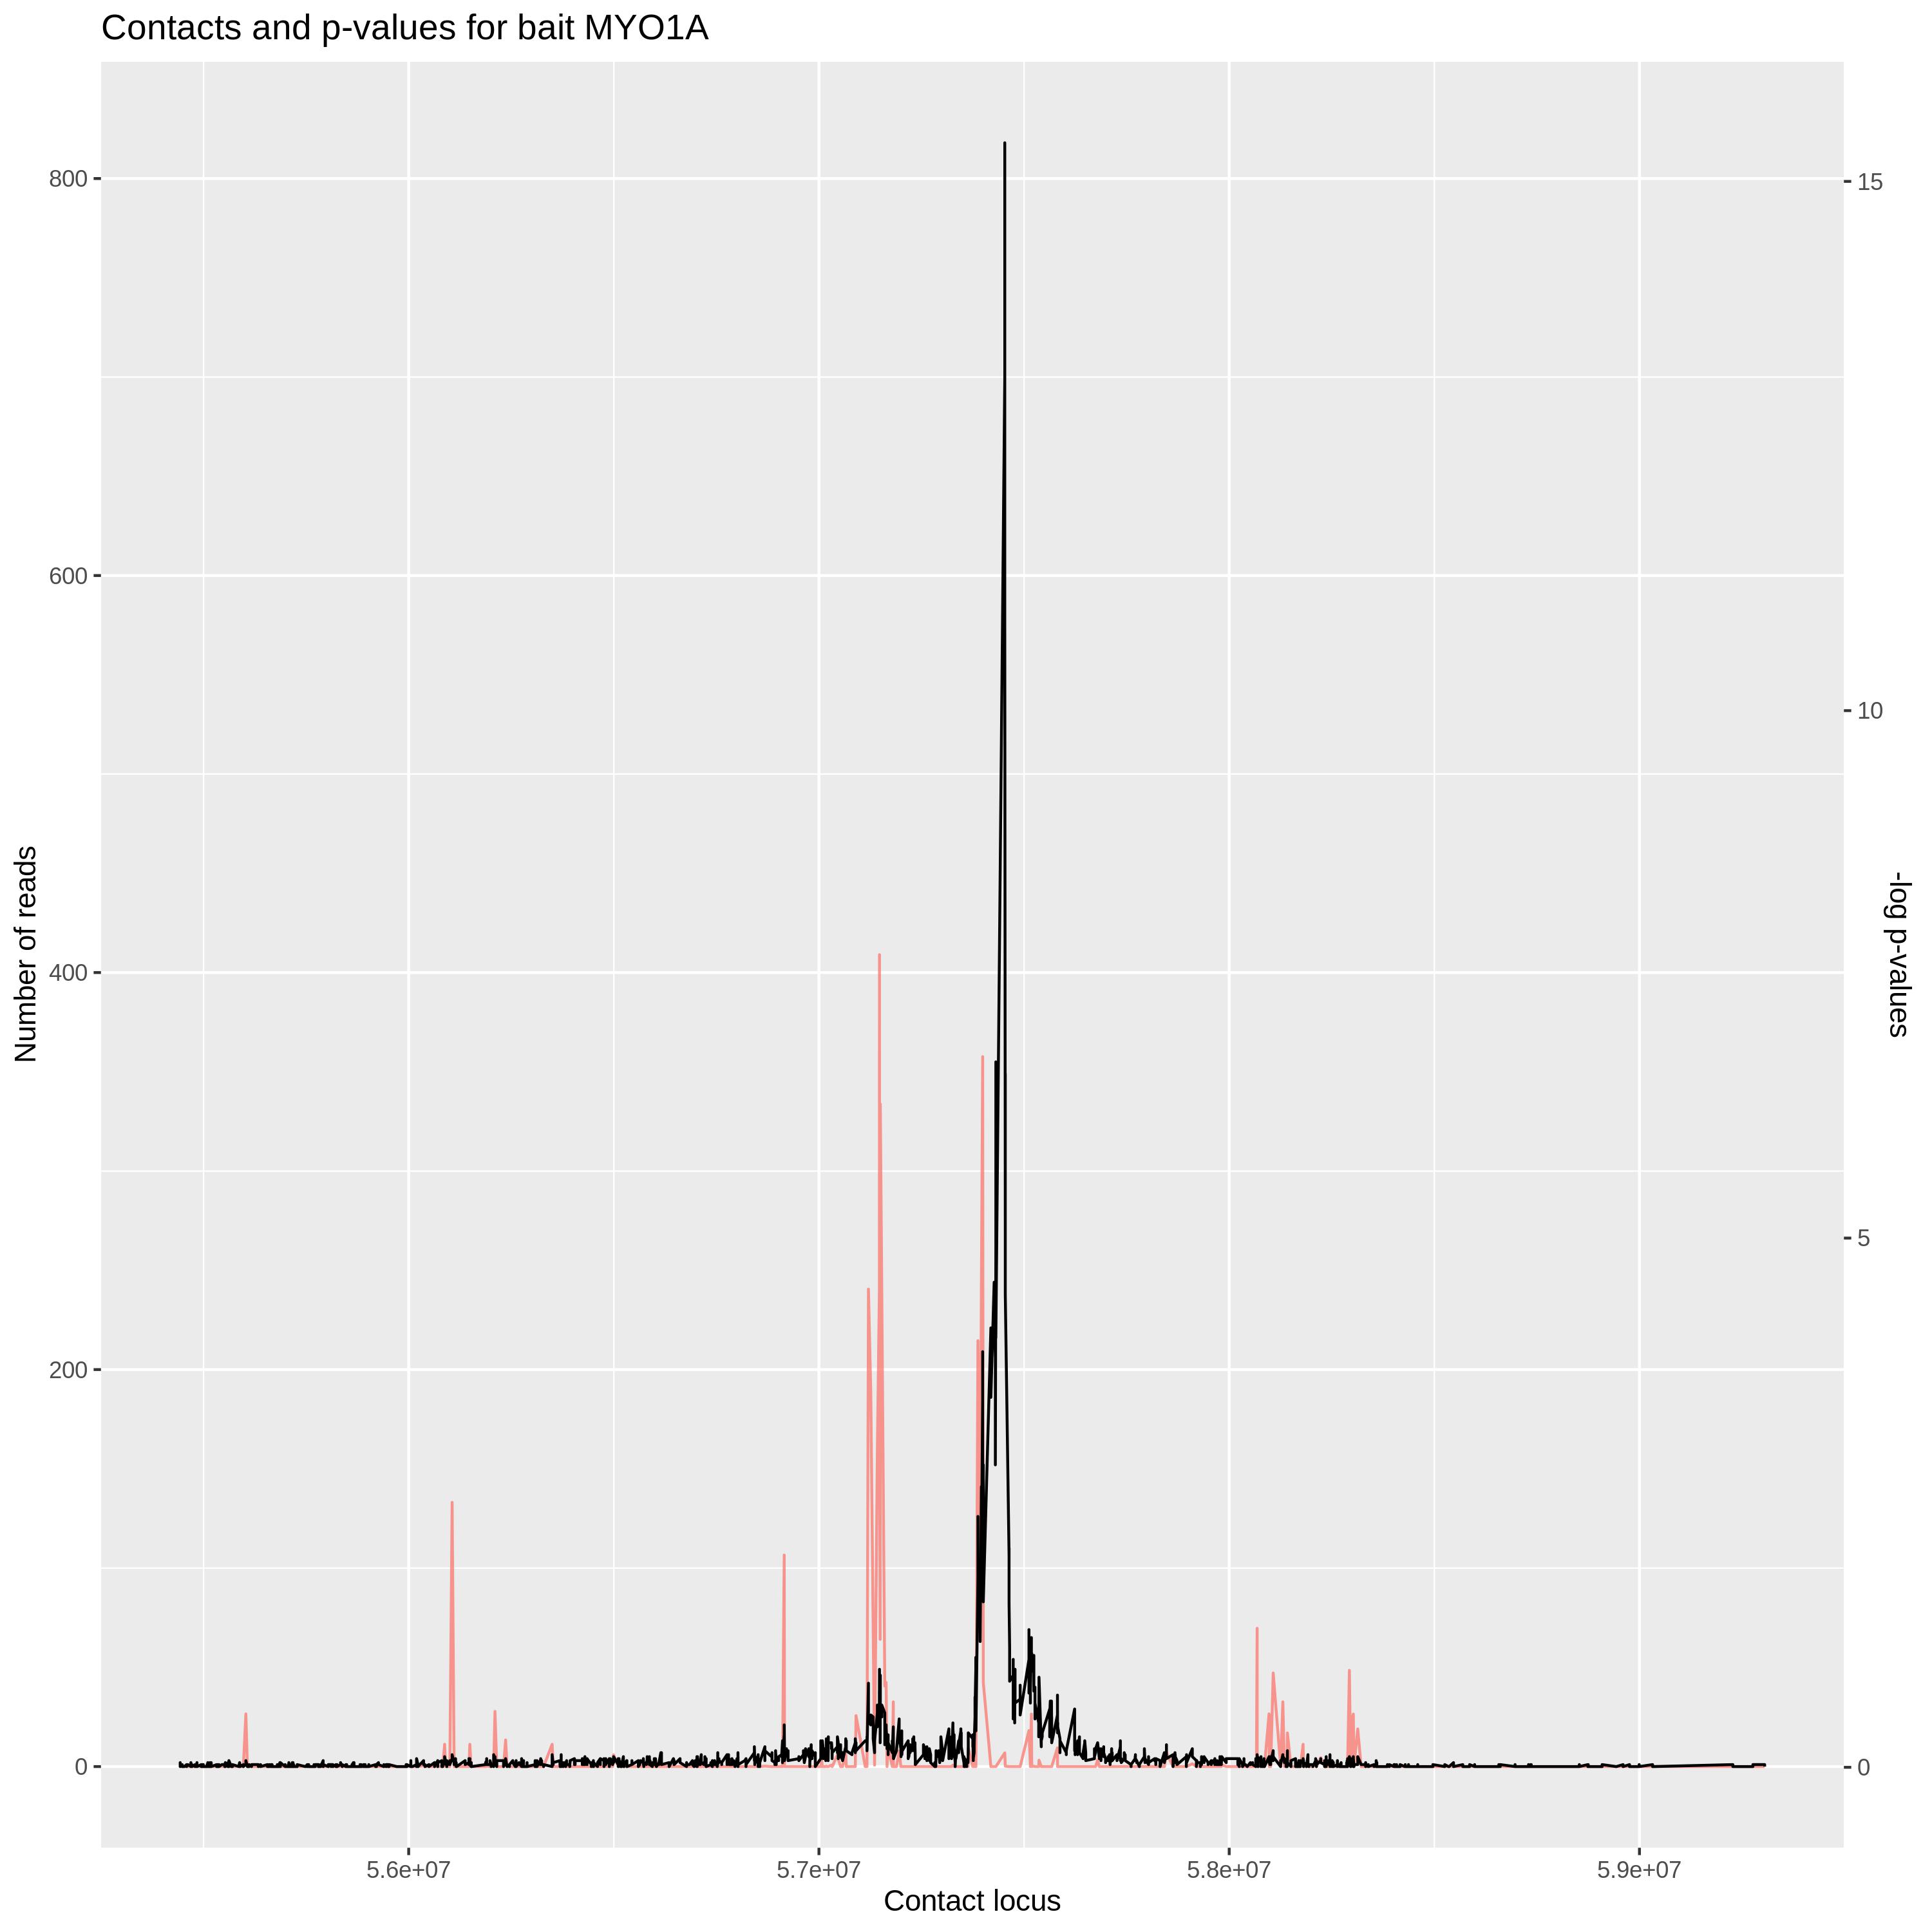 Contacts and p-values for bait MYO1A
800
600
400
200
0
Number of reads
15
10
5
0
-log p-values
5.6e+07
5.7e+07
5.8e+07
5.9e+07
Contact locus